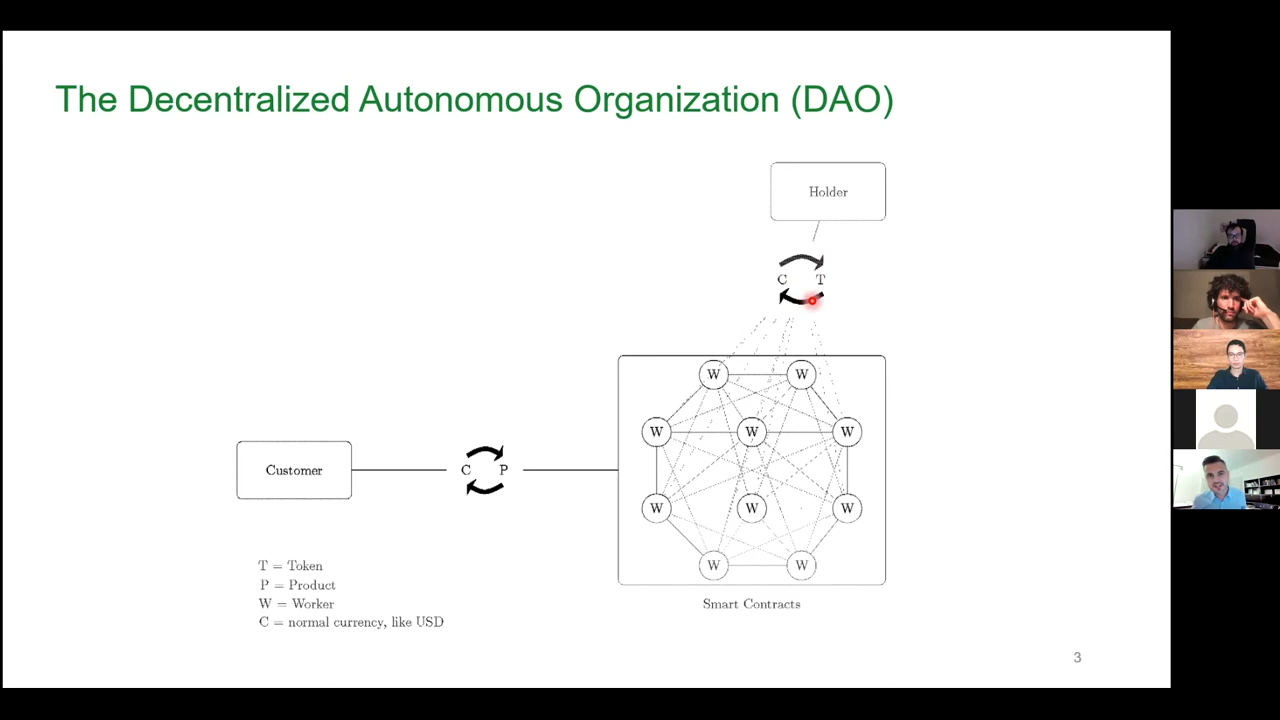 The Decentralized Autonomous Organization (DAO)
Holder
C T
W W
W W W
Customer
C P
W W W
W W
T = Token
P = Product
W = Worker
C = normal currency, like USD
Smart Contracts
3